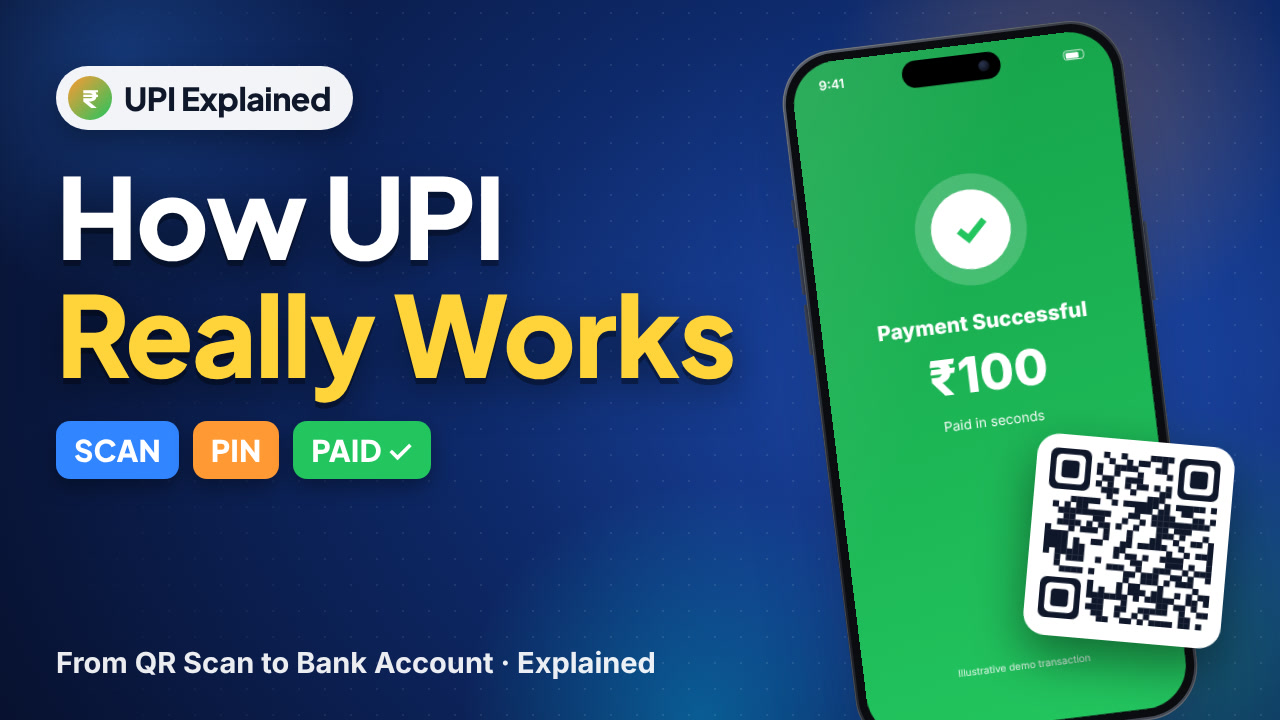 ₹ UPI Explained
How UPI
Really Works
SCAN PIN PAID ✓
From QR Scan to Bank Account · Explained
9:41
Payment Successful
₹100
Paid in seconds
Illustrative demo transaction